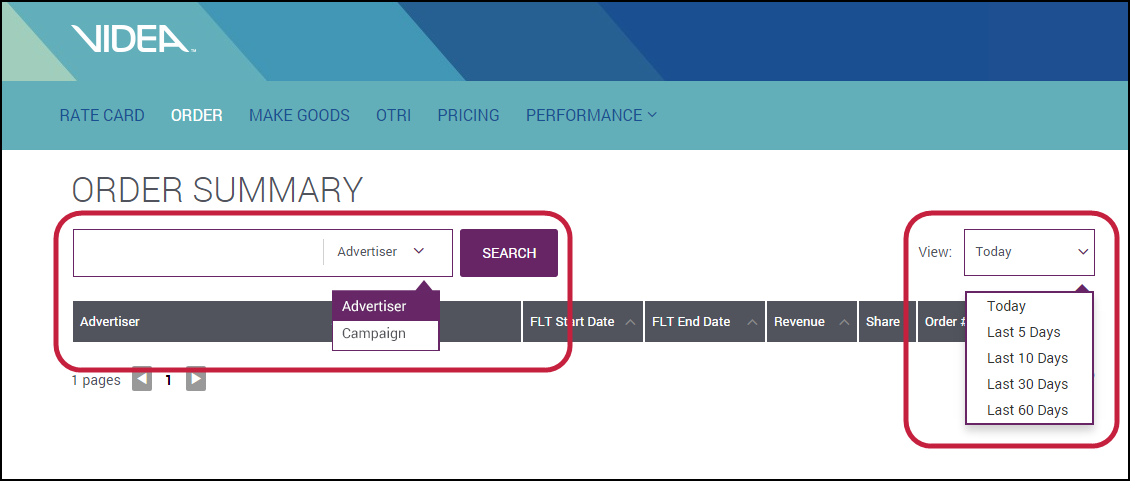 VIDEA™
RATE CARD ORDER MAKE GOODS OTRI PRICING PERFORMANCE
ORDER SUMMARY
Advertiser SEARCH View: Today
Advertiser
Campaign
Today
Last 5 Days
Last 10 Days
Last 30 Days
Last 60 Days
Advertiser FLT Start Date FLT End Date Revenue Share Order #
1 pages 1